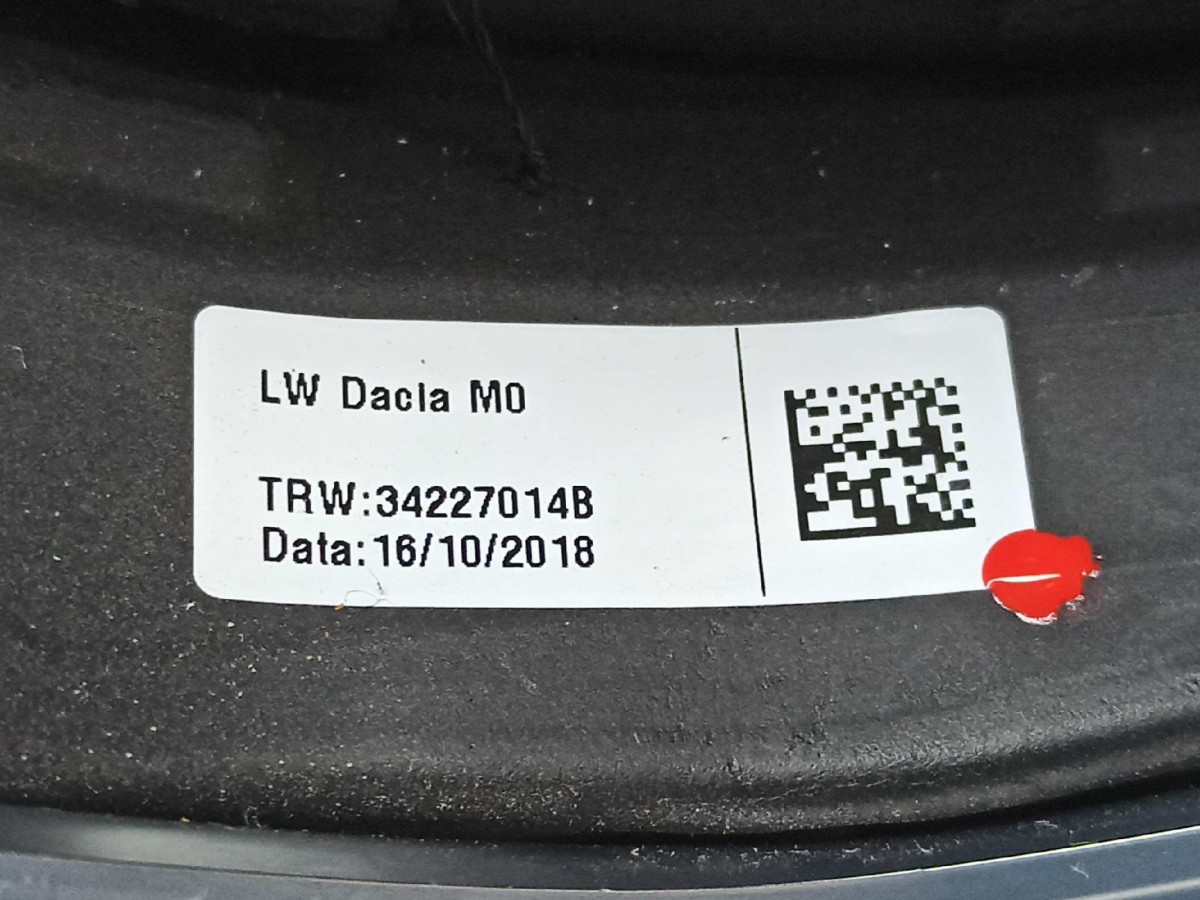 LW Dacia M0
TRW:34227014B
Data:16/10/2018